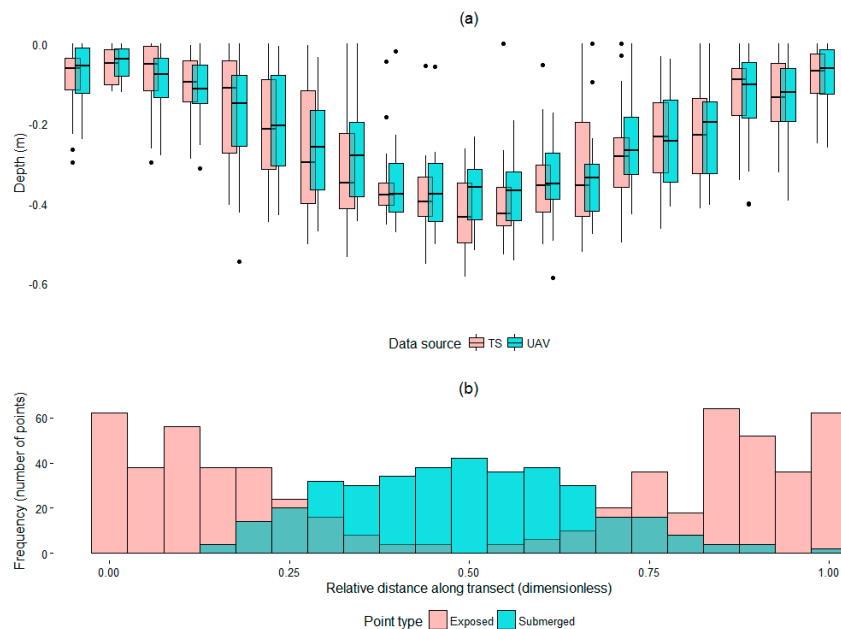 (a)
0.0
-0.2
-0.4
-0.6
Depth (m)
Data source TS UAV
(b)
60
40
20
0
Frequency (number of points)
0.00 0.25 0.50 0.75 1.00
Relative distance along transect (dimensionless)
Point type Exposed Submerged